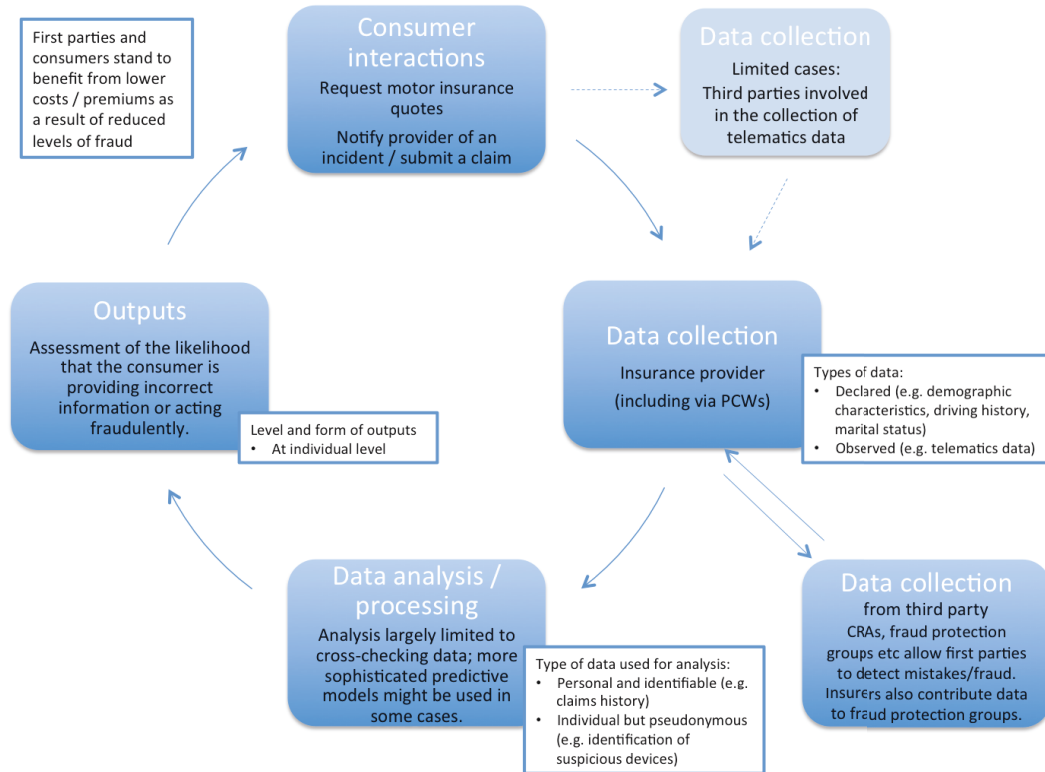 First parties and
consumers stand to
benefit from lower
costs / premiums as
a result of reduced
levels of fraud
Consumer
interactions
Request motor insurance
quotes
Notify provider of an
incident / submit a claim
Data collection
Limited cases:
Third parties involved
in the collection of
telematics data
Outputs
Assessment of the likelihood
that the consumer is
providing incorrect
information or acting
fraudulently.
Level and form of outputs
• At individual level
Data collection
Insurance provider
(including via PCWs)
Types of data:
• Declared (e.g. demographic
characteristics, driving history,
marital status)
• Observed (e.g. telematics data)
Data analysis /
processing
Analysis largely limited to
cross-checking data; more
sophisticated predictive
models might be used in
some cases.
Type of data used for analysis:
• Personal and identifiable (e.g.
claims history)
• Individual but pseudonymous
(e.g. identification of
suspicious devices)
Data collection
from third party
CRAs, fraud protection
groups etc allow first parties
to detect mistakes/fraud.
Insurers also contribute data
to fraud protection groups.